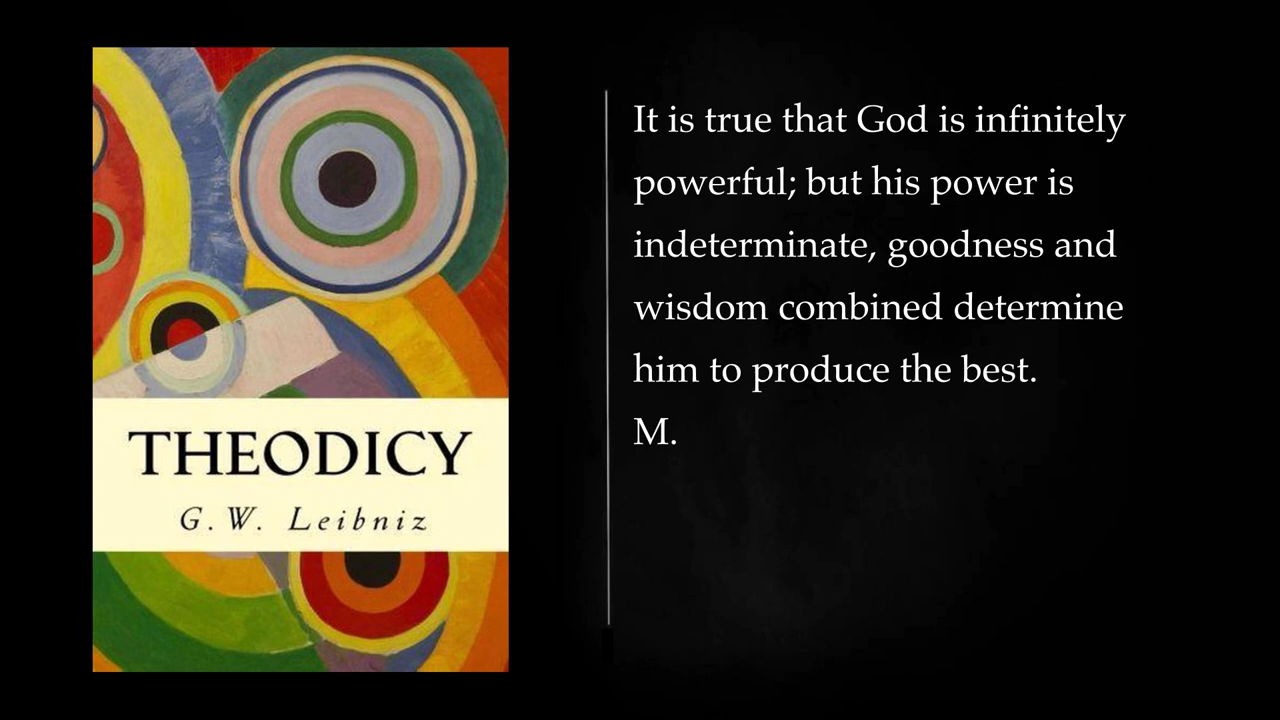 THEODICY
G. W. Leibniz
It is true that God is infinitely
powerful; but his power is
indeterminate, goodness and
wisdom combined determine
him to produce the best.
M.